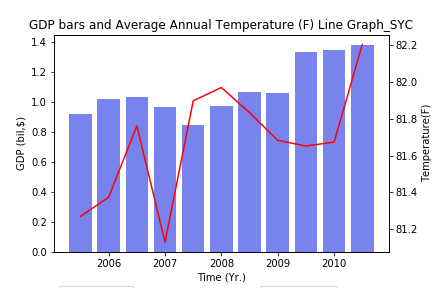 GDP bars and Average Annual Temperature (F) Line Graph_SYC
1.4
1.2
1.0
0.8
0.6
0.4
0.2
0.0
GDP (bil,$)
82.2
82.0
81.8
81.6
81.4
81.2
Temperature(F)
2006 2007 2008 2009 2010
Time (Yr.)